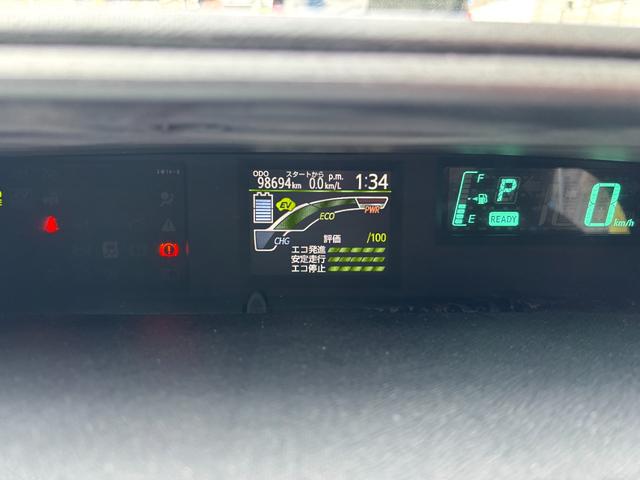 ODO スタートから p.m.
98694km 0.0km/L 1:34
EV
ECO
PWR
CHG
評価 /100
エコ発進
安定走行
エコ停止
F
P
E READY
0 km/h